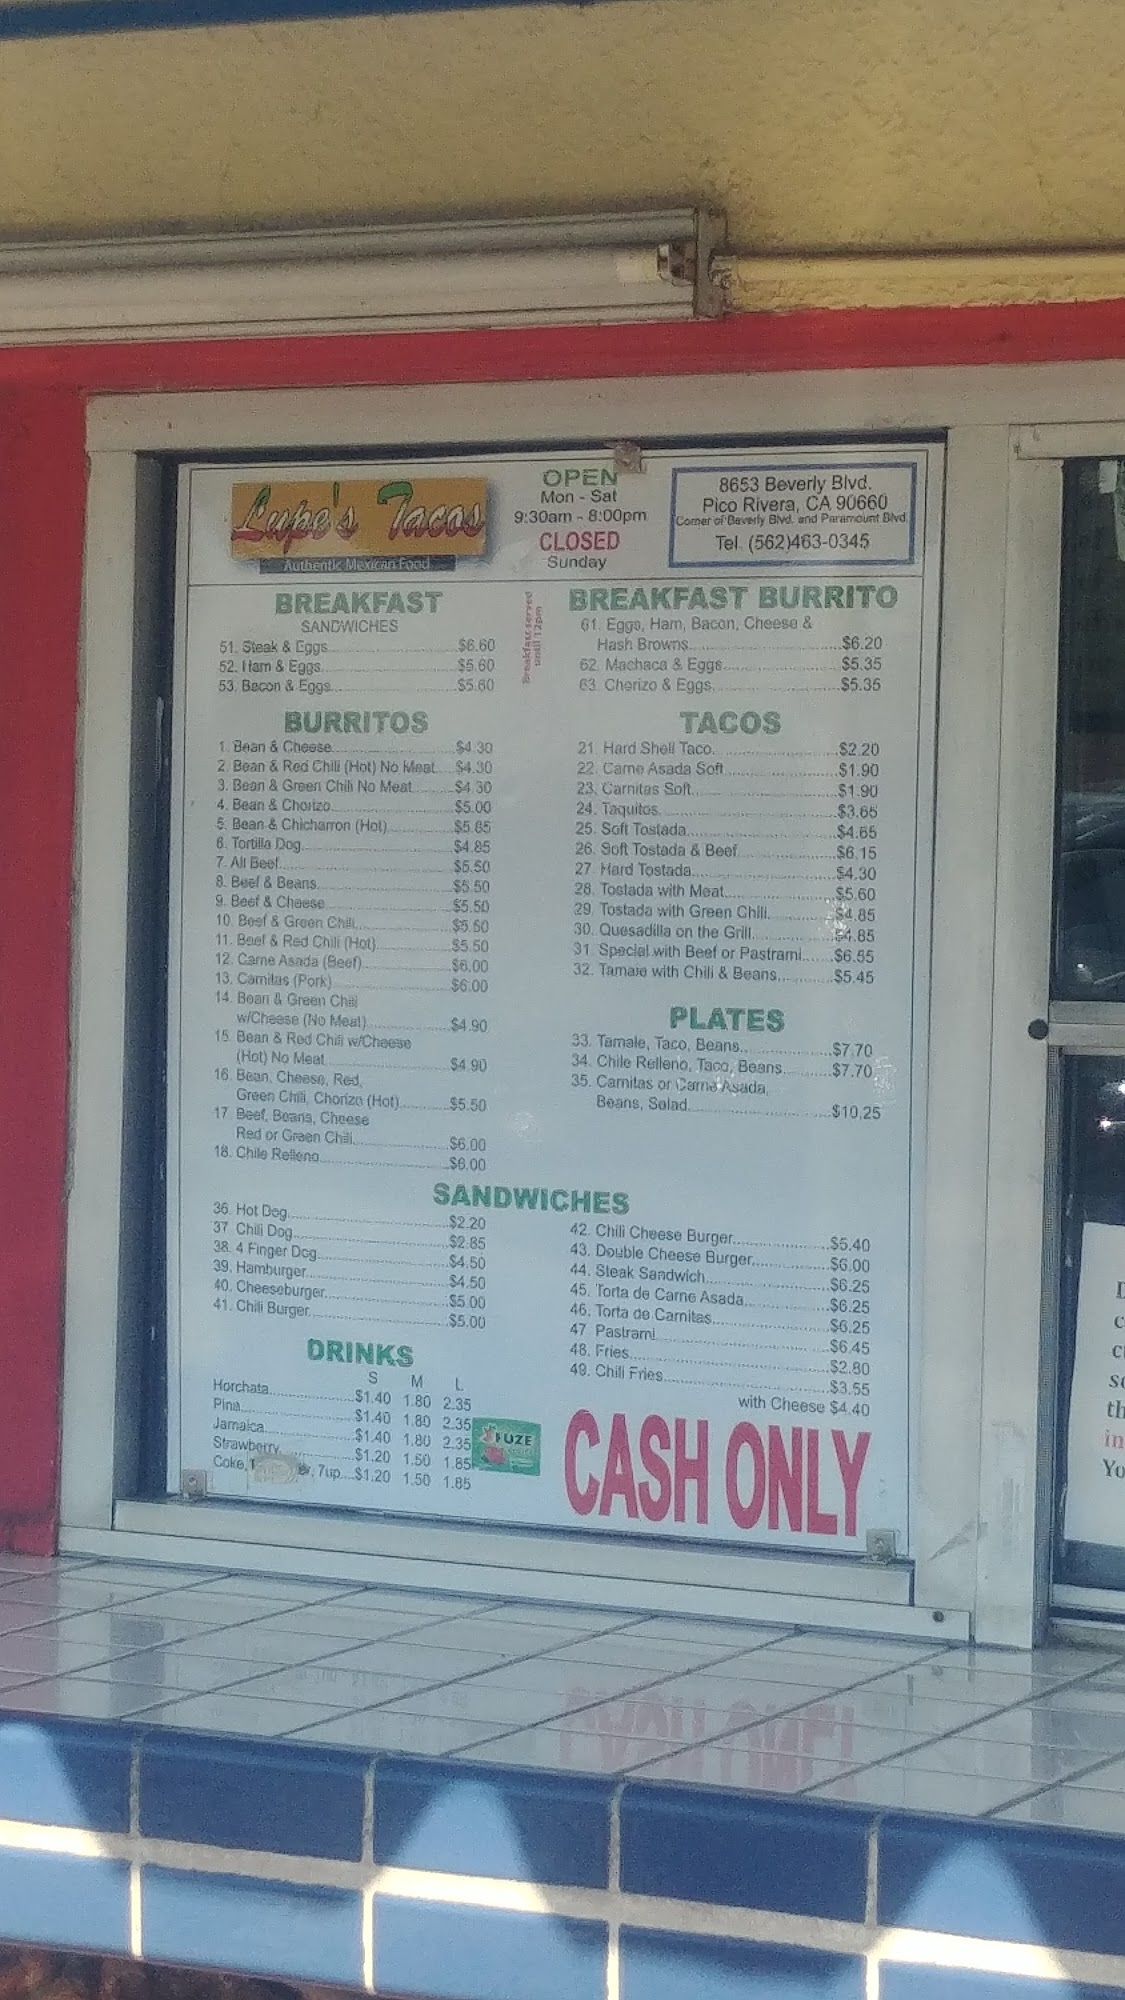 Lupe's Tacos
Authentic Mexican Food
OPEN
Mon - Sat
9:30am - 8:00pm
CLOSED
Sunday
8653 Beverly Blvd.
Pico Rivera, CA 90660
Corner of Beverly Blvd. and Paramount Blvd.
Tel. (562)463-0345
BREAKFAST
SANDWICHES
51. Steak & Eggs $6.60
52. Ham & Eggs $5.60
53. Bacon & Eggs $5.60
Breakfast served
until 12pm
BREAKFAST BURRITO
61. Eggs, Ham, Bacon, Cheese &
Hash Browns $6.20
62. Machaca & Eggs $5.35
63. Chorizo & Eggs $5.35
BURRITOS
1. Bean & Cheese $4.30
2. Bean & Red Chili (Hot) No Meat $4.30
3. Bean & Green Chili No Meat $4.30
4. Bean & Chorizo $5.00
5. Bean & Chicharron (Hot) $5.85
6. Tortilla Dog $4.85
7. All Beef $5.50
8. Beef & Beans $5.50
9. Beef & Cheese $5.50
10. Beef & Green Chili $5.50
11. Beef & Red Chili (Hot) $5.50
12. Carne Asada (Beef) $6.00
13. Carnitas (Pork) $6.00
14. Bean & Green Chili
w/Cheese (No Meat) $4.90
15. Bean & Red Chili w/Cheese
(Hot) No Meat $4.90
16. Bean, Cheese, Red,
Green Chili, Chorizo (Hot) $5.50
17. Beef, Beans, Cheese
Red or Green Chili $6.00
18. Chile Relleno $6.00
TACOS
21. Hard Shell Taco $2.20
22. Carne Asada Soft $1.90
23. Carnitas Soft $1.90
24. Taquitos $3.65
25. Soft Tostada $4.65
26. Soft Tostada & Beef $6.15
27. Hard Tostada $4.30
28. Tostada with Meat $5.60
29. Tostada with Green Chili $4.85
30. Quesadilla on the Grill $4.85
31. Special with Beef or Pastrami $6.55
32. Tamale with Chili & Beans $5.45
PLATES
33. Tamale, Taco, Beans $7.70
34. Chile Relleno, Taco, Beans $7.70
35. Carnitas or Carne Asada,
Beans, Salad $10.25
SANDWICHES
36. Hot Dog $2.20
37. Chili Dog $2.85
38. 4 Finger Dog $4.50
39. Hamburger $4.50
40. Cheeseburger $5.00
41. Chili Burger $5.00
42. Chili Cheese Burger $5.40
43. Double Cheese Burger $6.00
44. Steak Sandwich $6.25
45. Torta de Carne Asada $6.25
46. Torta de Carnitas $6.25
47. Pastrami $6.45
48. Fries $2.80
49. Chili Fries $3.55
with Cheese $4.40
DRINKS
S M L
Horchata $1.40 1.80 2.35
Pina $1.40 1.80 2.35
Jamaica $1.40 1.80 2.35
Strawberry $1.20 1.50 1.85
Coke, 7up $1.20 1.50 1.85
FUZE
CASH ONLY